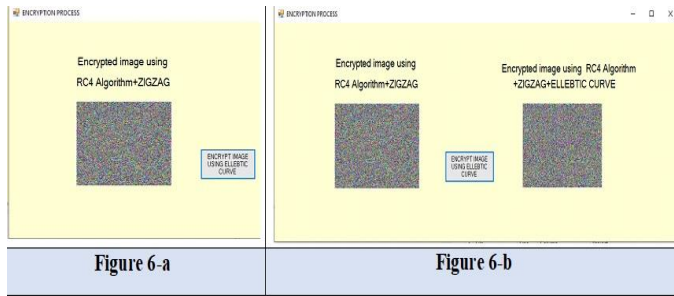 ENCRYPTION PROCESS
Encrypted image using
RC4 Algorithm+ZIGZAG
ENCRYPT IMAGE
USING ELLEBTIC
CURVE
Figure 6-a
ENCRYPTION PROCESS
Encrypted image using
RC4 Algorithm+ZIGZAG
ENCRYPT IMAGE
USING ELLEBTIC
CURVE
Encrypted image using RC4 Algorithm
+ZIGZAG+ELLEBTIC CURVE
Figure 6-b